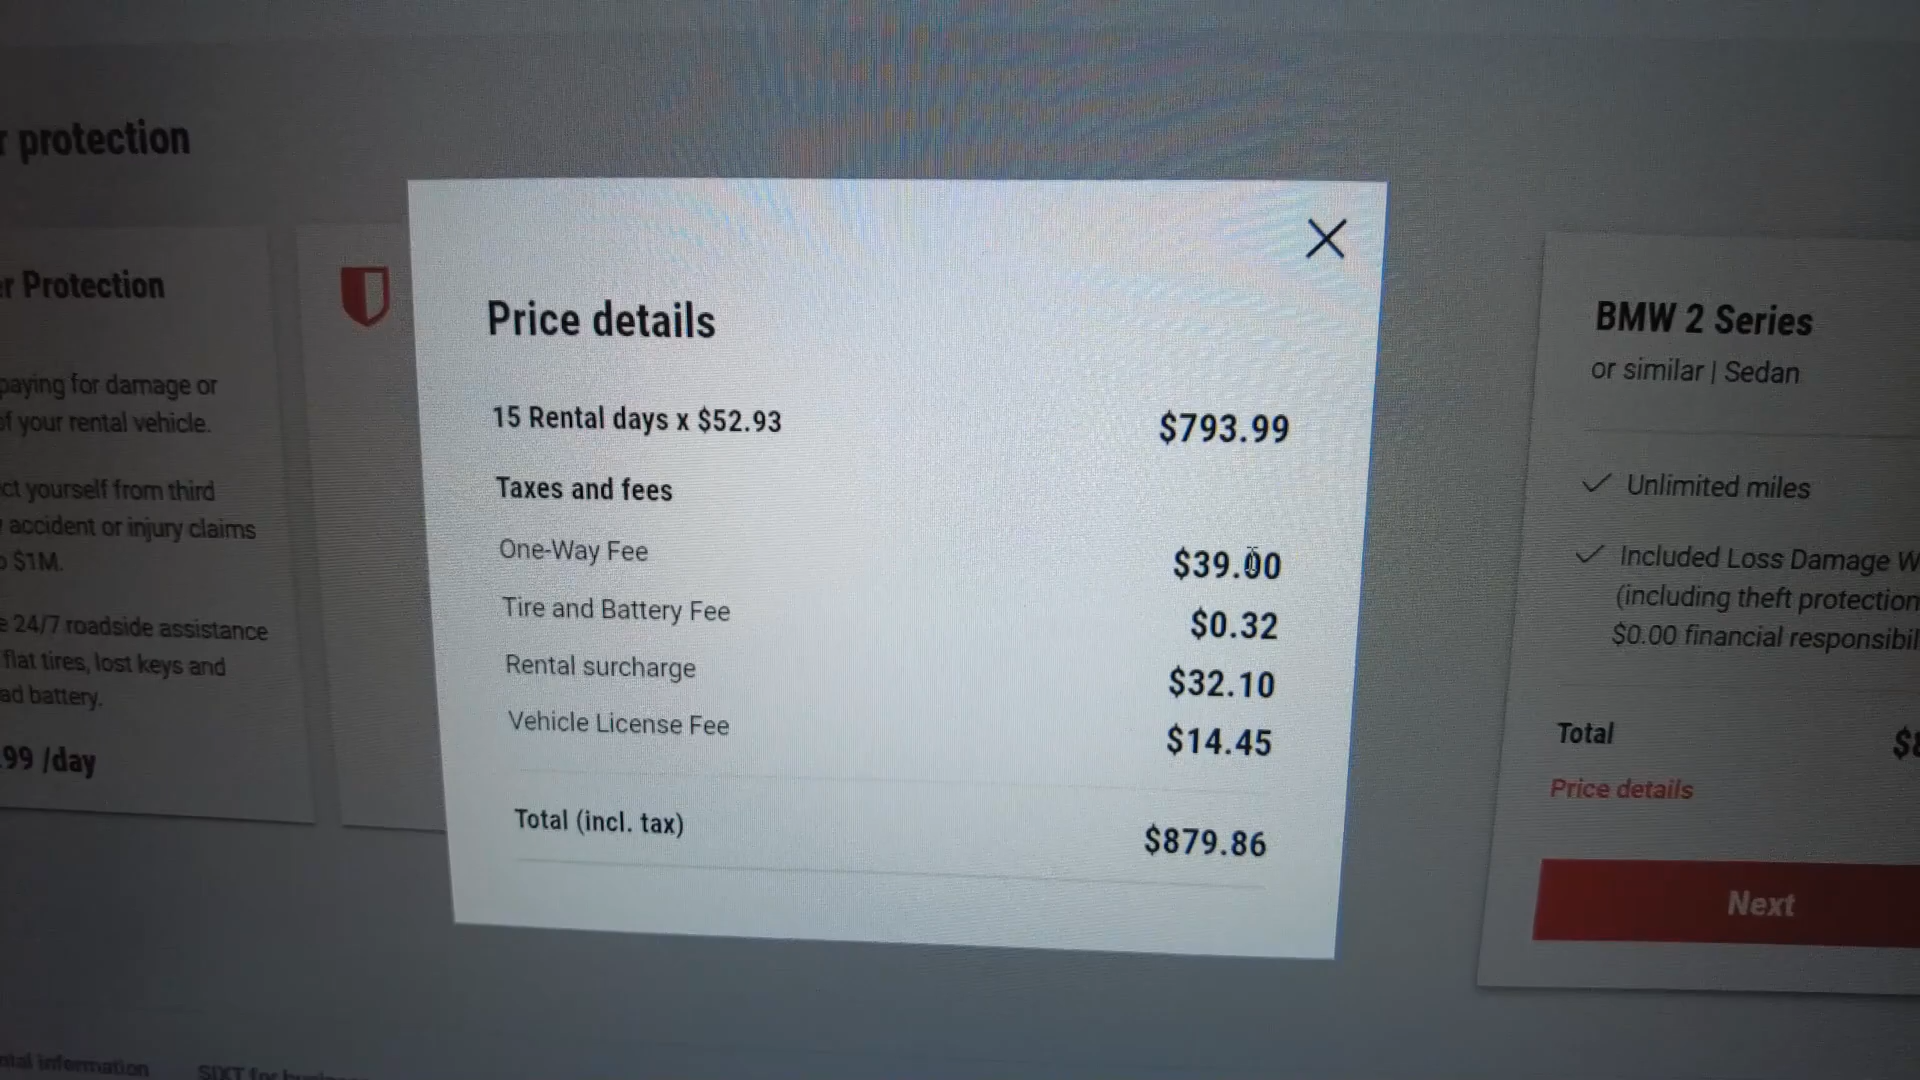 protection
Protection
paying for damage or
of your rental vehicle.
yourself from third
accident or injury claims
$1M.
24/7 roadside assistance
flat tires, lost keys and
battery.
99 /day
Price details
15 Rental days x $52.93 $793.99
Taxes and fees
One-Way Fee $39.00
Tire and Battery Fee $0.32
Rental surcharge $32.10
Vehicle License Fee $14.45
Total (incl. tax) $879.86
BMW 2 Series
or similar | Sedan
Unlimited miles
Included Loss Damage
(including theft protection
$0.00 financial
Total
Price details
Next
information
SIXT for